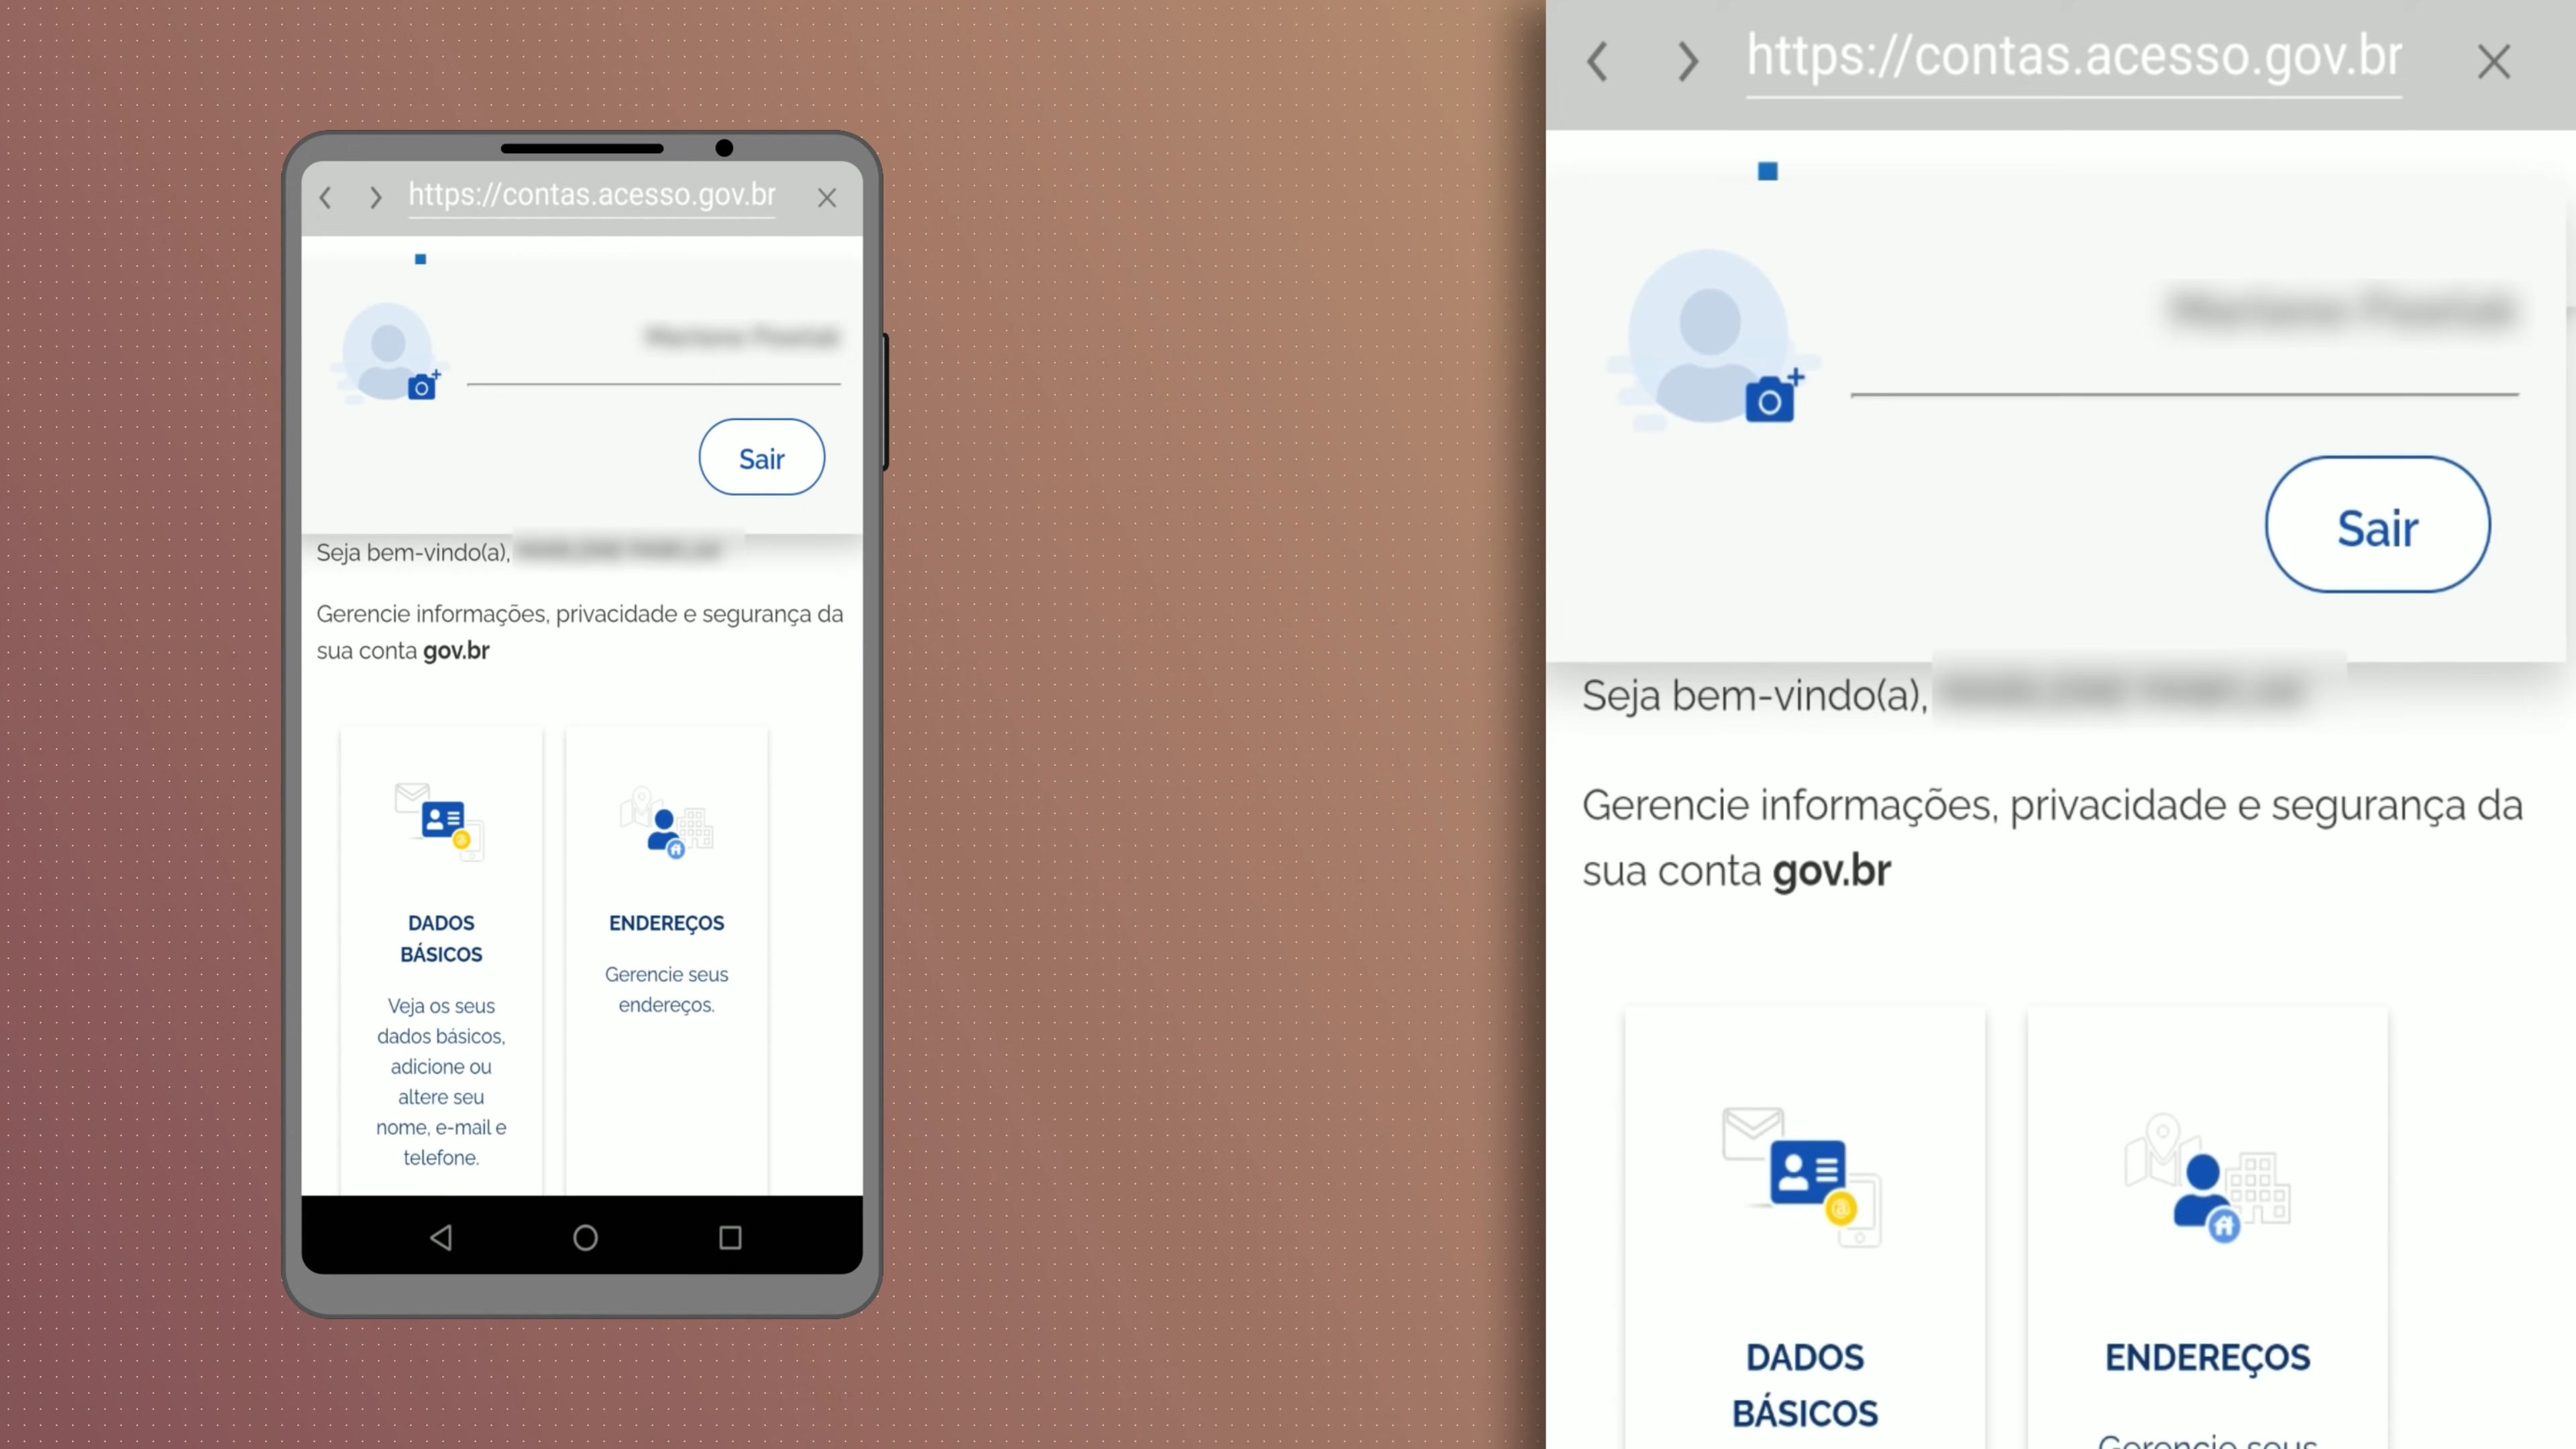 https://contas.acesso.gov.br
Sair
Seja bem-vindo(a),
Gerencie informações, privacidade e segurança da
sua conta gov.br
DADOS
BÁSICOS
Veja os seus
dados básicos,
adicione ou
altere seu
nome, e-mail e
telefone.
ENDEREÇOS
Gerencie seus
endereços.
https://contas.acesso.gov.br
Sair
Seja bem-vindo(a),
Gerencie informações, privacidade e segurança da
sua conta gov.br
DADOS
BÁSICOS
ENDEREÇOS
Gerencie seus